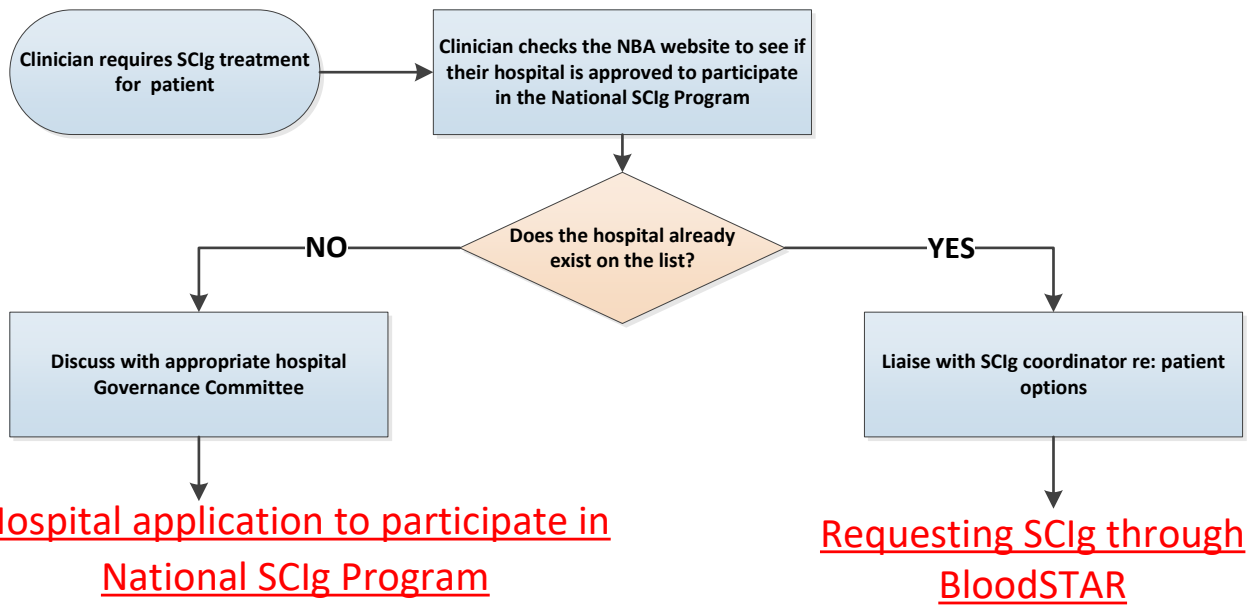 Clinician requires SCIg treatment
for patient
Clinician checks the NBA website to see if
their hospital is approved to participate
in the National SCIg Program
Does the hospital already
exist on the list?
NO
YES
Discuss with appropriate hospital
Governance Committee
Liaise with SCIg coordinator re: patient
options
Hospital application to participate in
National SCIg Program
Requesting SCIg through
BloodSTAR